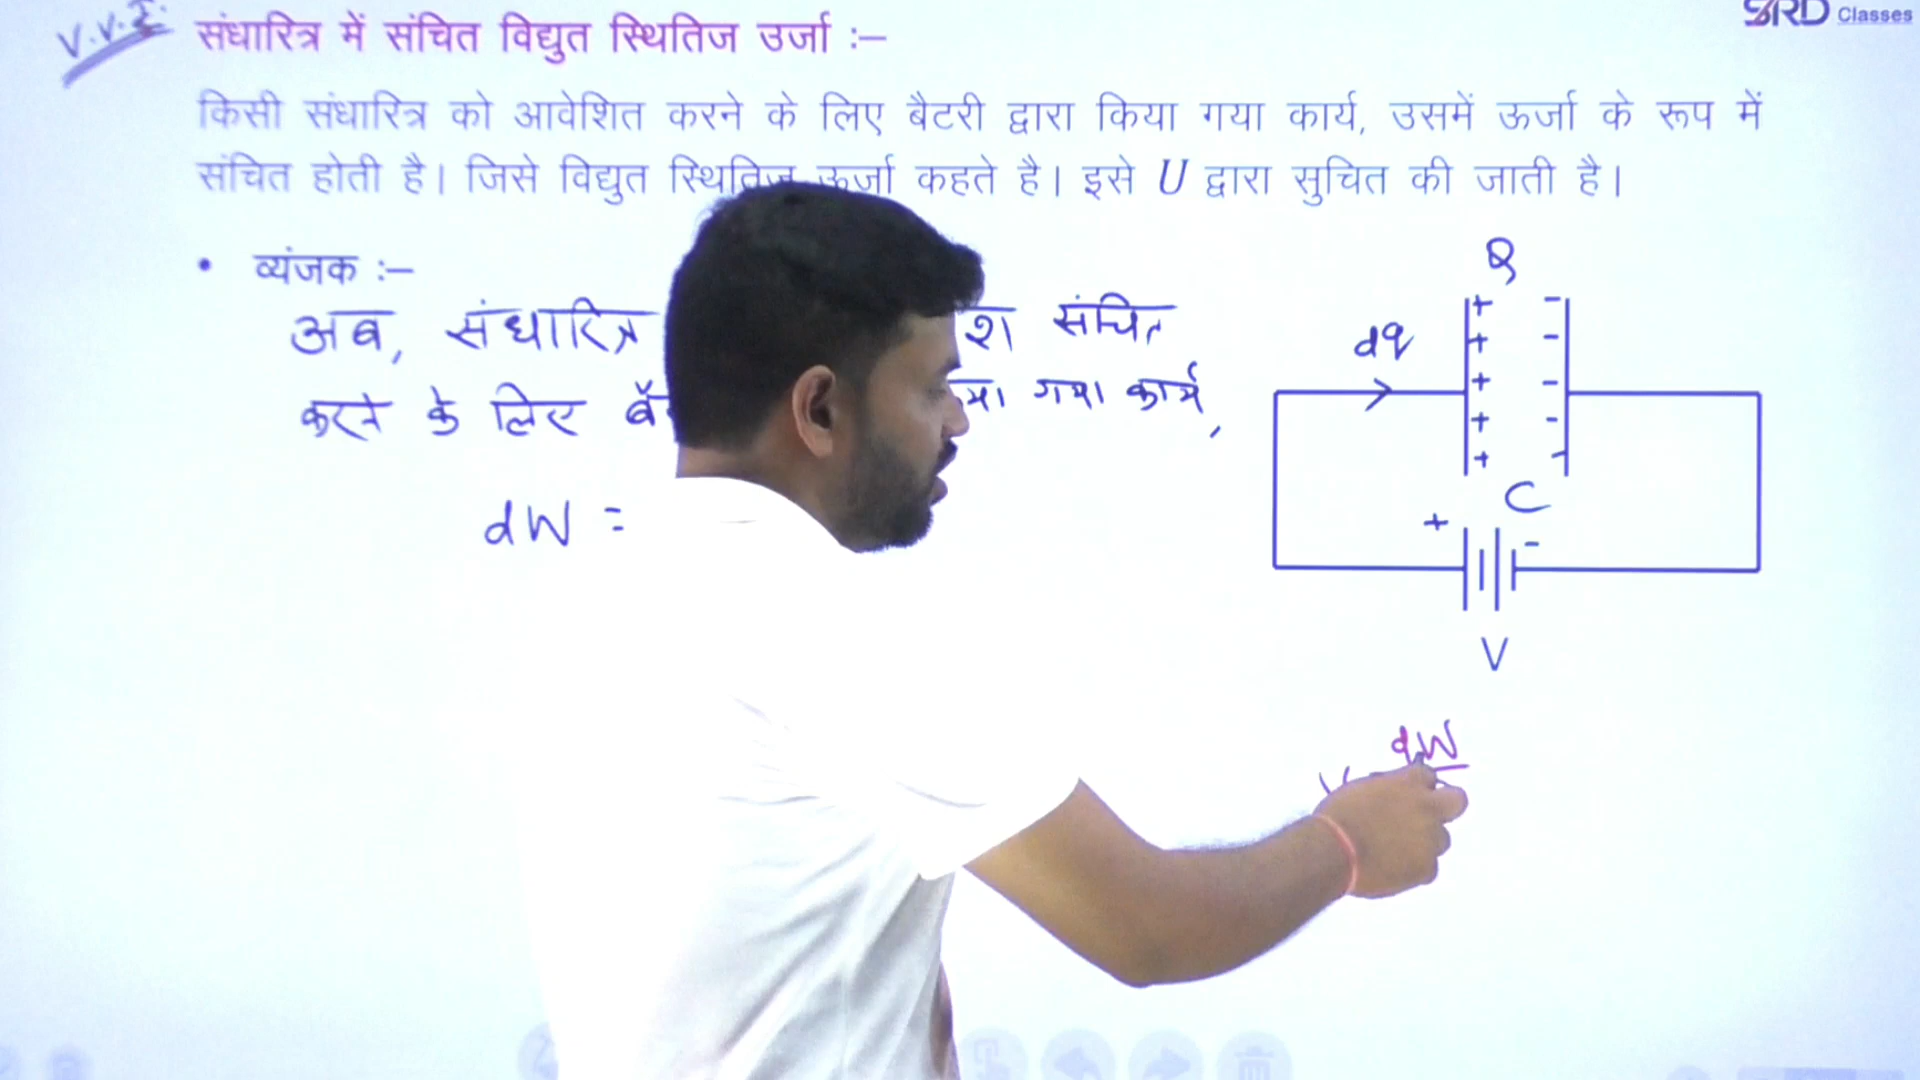 V.V.I.
SRD Classes
संधारित्र में संचित विद्युत स्थितिज उर्जा :–
किसी संधारित्र को आवेशित करने के लिए बैटरी द्वारा किया गया कार्य, उसमें ऊर्जा के रूप में
संचित होती है। जिसे विद्युत स्थितिज ऊर्जा कहते है। इसे U द्वारा सुचित की जाती है।
• व्यंजक :–
अब, संधारित्र संचित
करने के लिए गया कार्य,
dW =
Q
dq
+ -
+ -
+ -
+ -
+ -
C
+ -
V
dW